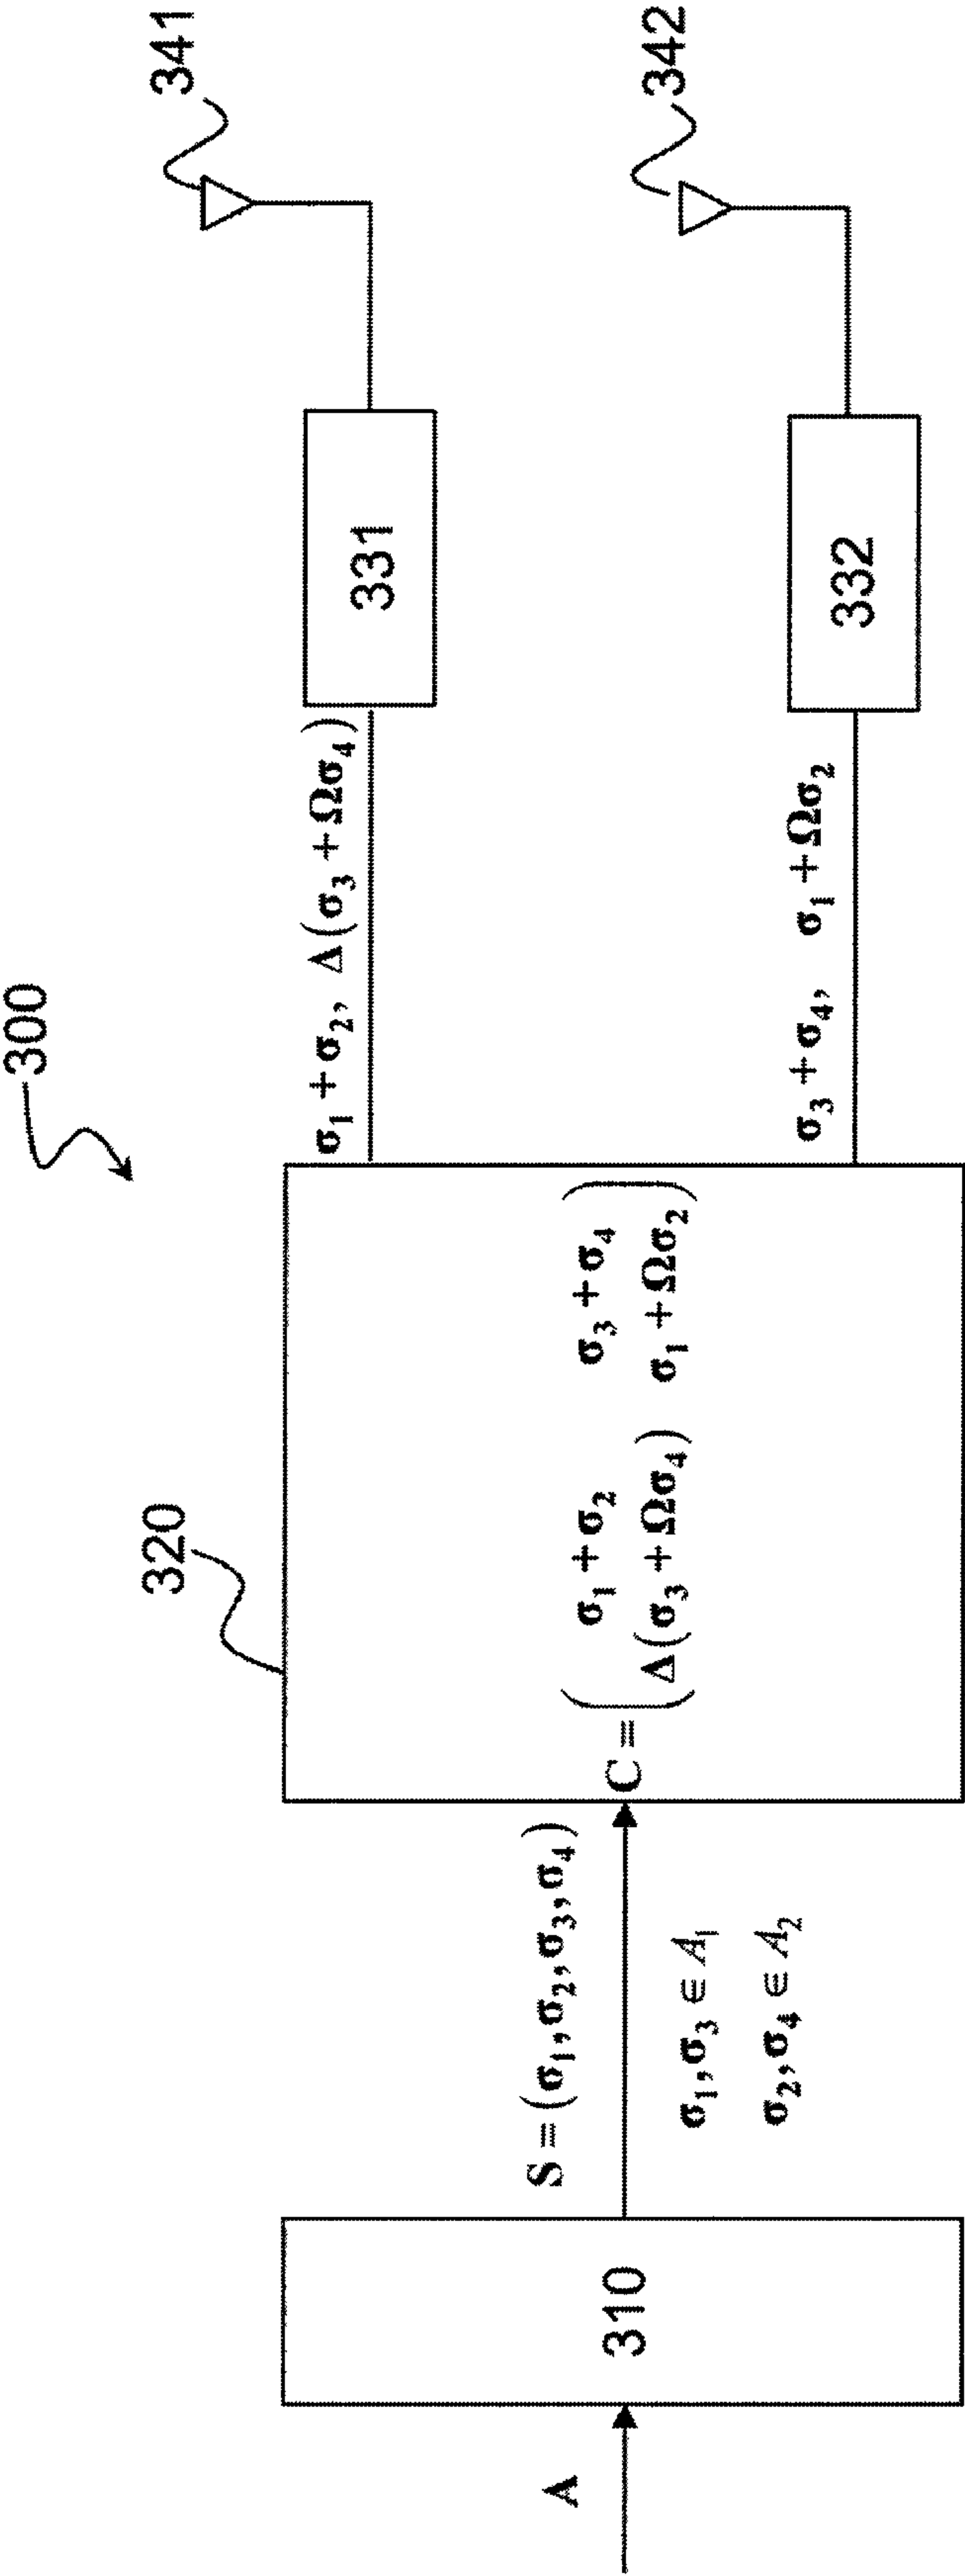 300
A
310
S = (σ₁, σ₂, σ₃, σ₄)
σ₁, σ₃ ∈ A₁
σ₂, σ₄ ∈ A₂
320
C = ( σ₁ + σ₂   σ₃ + σ₄
Δ(σ₃ + Ωσ₄)   σ₁ + Ωσ₂ )
σ₁ + σ₂, Δ(σ₃ + Ωσ₄)
331
341
σ₃ + σ₄, σ₁ + Ωσ₂
332
342